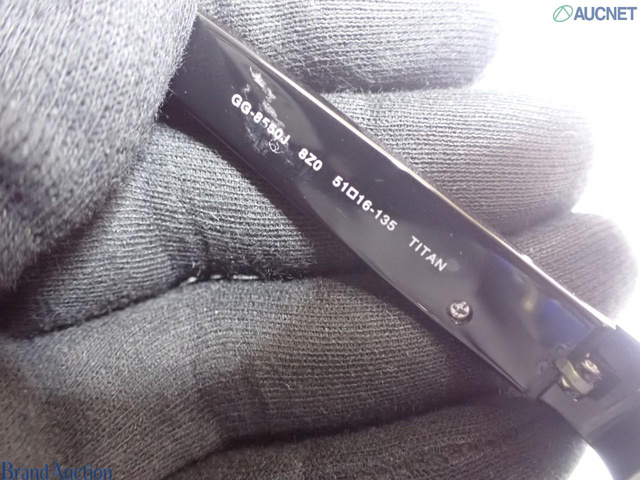 AUCNET
GG-8550J 8Z0 51□16-135 TITAN
Brand Auction